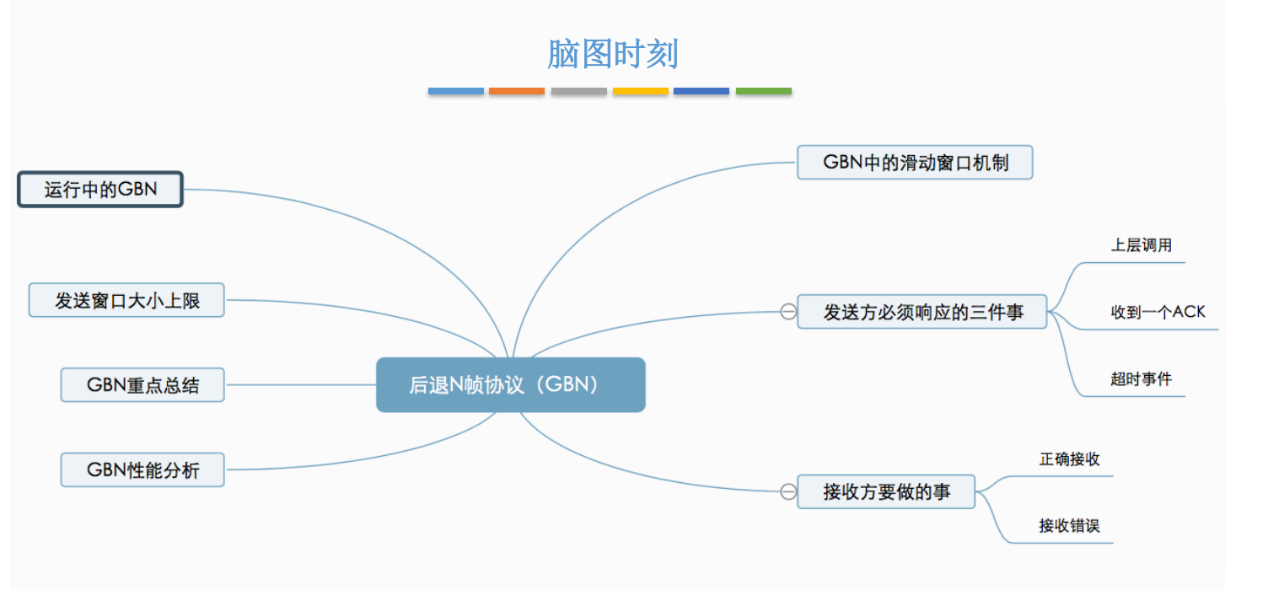 脑图时刻
GBN中的滑动窗口机制
运行中的GBN
上层调用
发送窗口大小上限
发送方必须响应的三件事
收到一个ACK
超时事件
GBN重点总结
后退N帧协议（GBN）
正确接收
GBN性能分析
接收方要做的事
接收错误